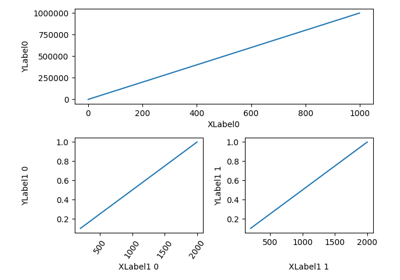 1000000
750000
500000
250000
0
YLabel0
0 200 400 600 800 1000
XLabel0
1.0
0.8
0.6
0.4
0.2
YLabel1 0
500 1000 1500 2000
XLabel1 0
1.0
0.8
0.6
0.4
0.2
YLabel1 1
500 1000 1500 2000
XLabel1 1